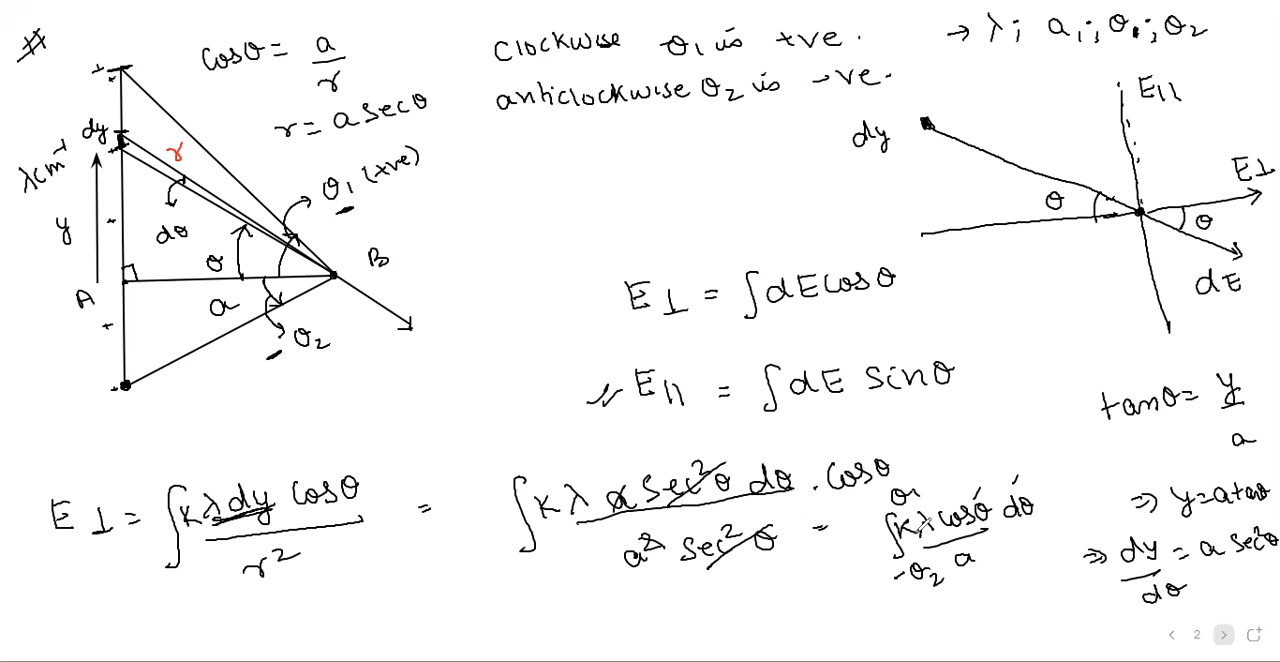 #
cosθ = a/r
r = a secθ
Clockwise θ₁ is +ve.
anticlockwise θ₂ is -ve.
→ λ; a₁; θ₁; θ₂
dy
λcm⁻¹
y
A
r
dθ
θ
a
θ₁ (+ve)
B
-θ₂
dy
θ
E||
E⊥
θ
dE
E⊥ = ∫dE cosθ
E|| = ∫dE sinθ
tanθ = y/a
⇒ y = a tanθ
⇒ dy/dθ = a sec²θ
E⊥ = ∫ Kλdy cosθ / r² = ∫ Kλ a sec²θ dθ . cosθ / a² sec²θ = ∫_{-θ₂}^{θ₁} Kλ cosθ dθ / a
2